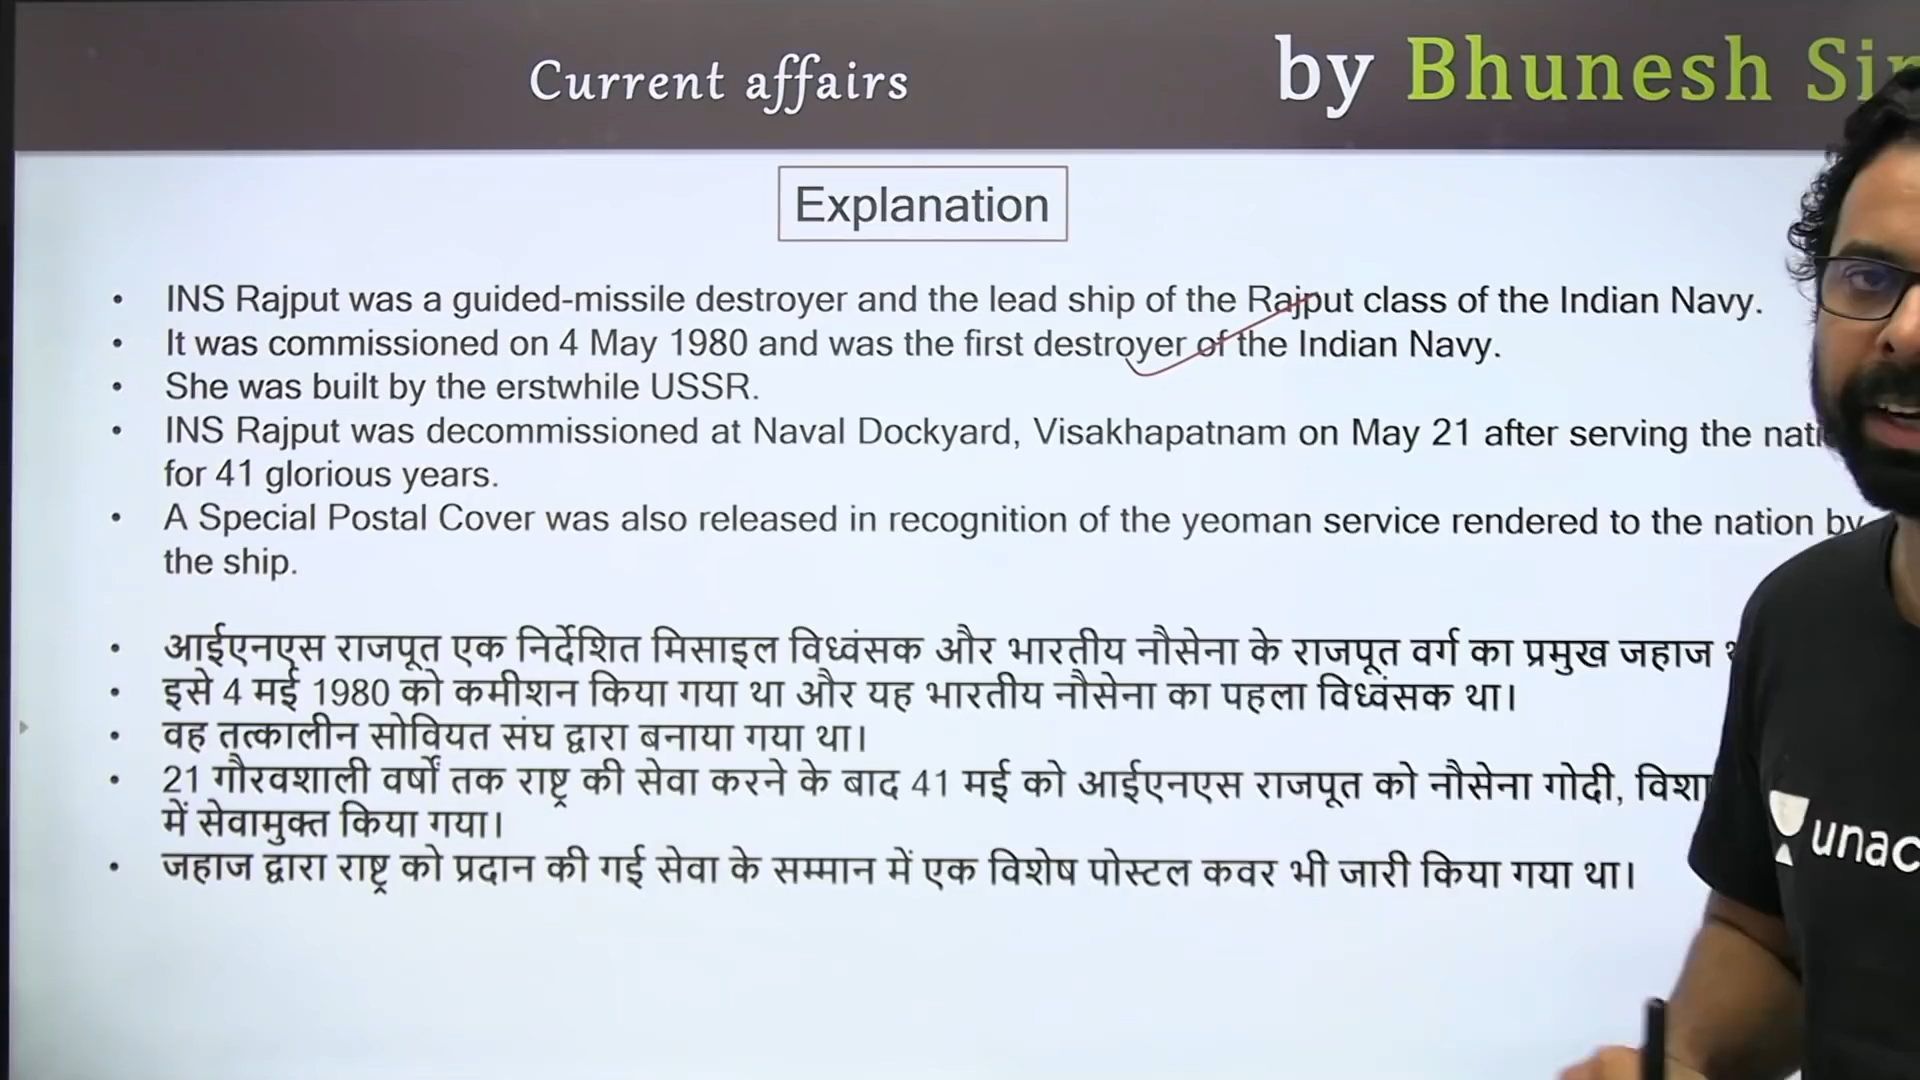 Current affairs
by Bhunesh
Explanation
• INS Rajput was a guided-missile destroyer and the lead ship of the Rajput class of the Indian Navy.
• It was commissioned on 4 May 1980 and was the first destroyer of the Indian Navy.
• She was built by the erstwhile USSR.
• INS Rajput was decommissioned at Naval Dockyard, Visakhapatnam on May 21 after serving the
for 41 glorious years.
• A Special Postal Cover was also released in recognition of the yeoman service rendered to the nation by
the ship.
• आईएनएस राजपूत एक निर्देशित मिसाइल विध्वंसक और भारतीय नौसेना के राजपूत वर्ग का प्रमुख जहाज
• इसे 4 मई 1980 को कमीशन किया गया था और यह भारतीय नौसेना का पहला विध्वंसक था।
• वह तत्कालीन सोवियत संघ द्वारा बनाया गया था।
• 21 गौरवशाली वर्षों तक राष्ट्र की सेवा करने के बाद 41 मई को आईएनएस राजपूत को नौसेना गोदी,
में सेवामुक्त किया गया।
• जहाज द्वारा राष्ट्र को प्रदान की गई सेवा के सम्मान में एक विशेष पोस्टल कवर भी जारी किया गया था।